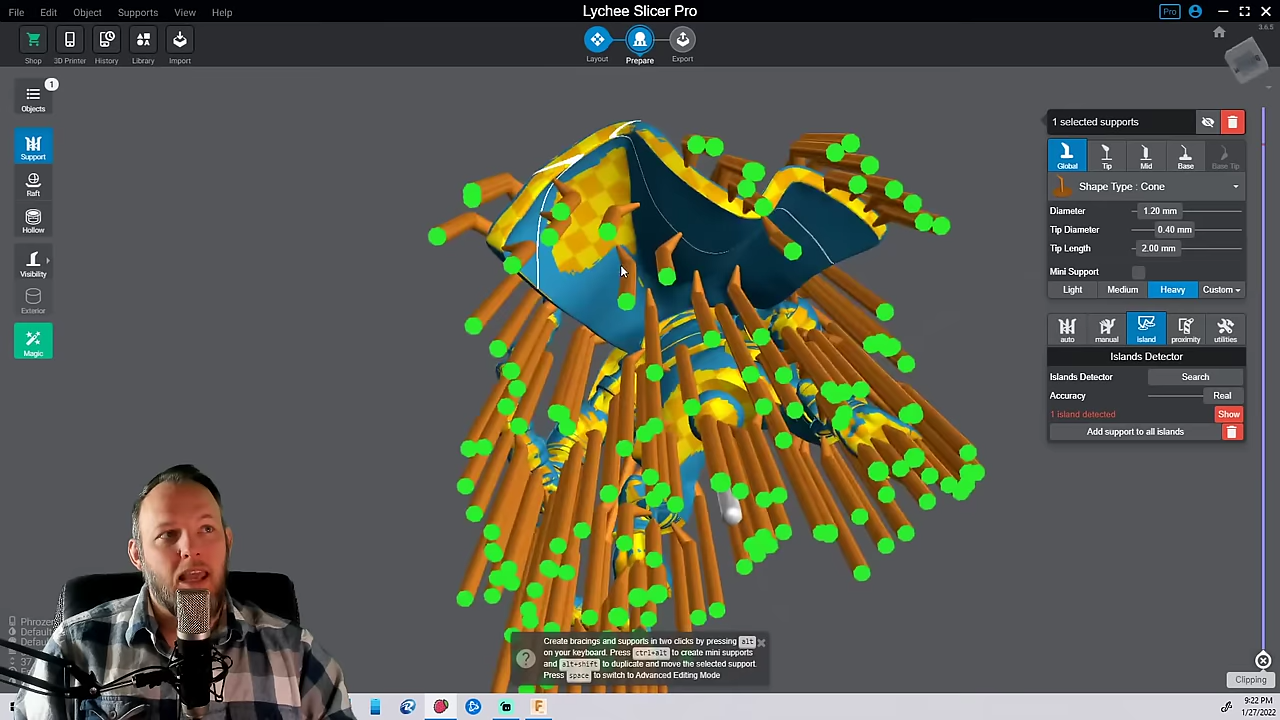 File Edit Object Supports View Help
Lychee Slicer Pro
Pro
3.6.5
Shop 3D Printer History Library Import
Layout Prepare Export
1
Objects
Support
Raft
Hollow
Visibility
Exterior
Magic
1 selected supports
Global Tip Mid Base Base Tip
Shape Type : Cone
Diameter 1.20 mm
Tip Diameter 0.40 mm
Tip Length 2.00 mm
Mini Support
Light Medium Heavy Custom
auto manual island proximity utilities
Islands Detector
Islands Detector Search
Accuracy Real
1 island detected Show
Add support to all islands
Phrozen
Default
Create bracings and supports in two clicks by pressing alt
on your keyboard. Press ctrl+alt to create mini supports
and alt+shift to duplicate and move the selected support.
Press space to switch to Advanced Editing Mode
Clipping
9:22 PM
1/27/2022